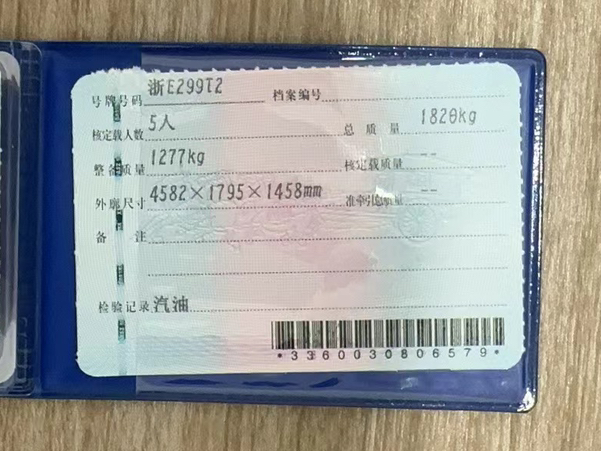 号牌号码 浙E299T2 档案编号
核定载人数 5人 总质量 1820kg
整备质量 1277kg 核定载质量 --
外廓尺寸 4582×1795×1458mm 准牵引总质量 --
备注
检验记录 汽油
*3360030806579*